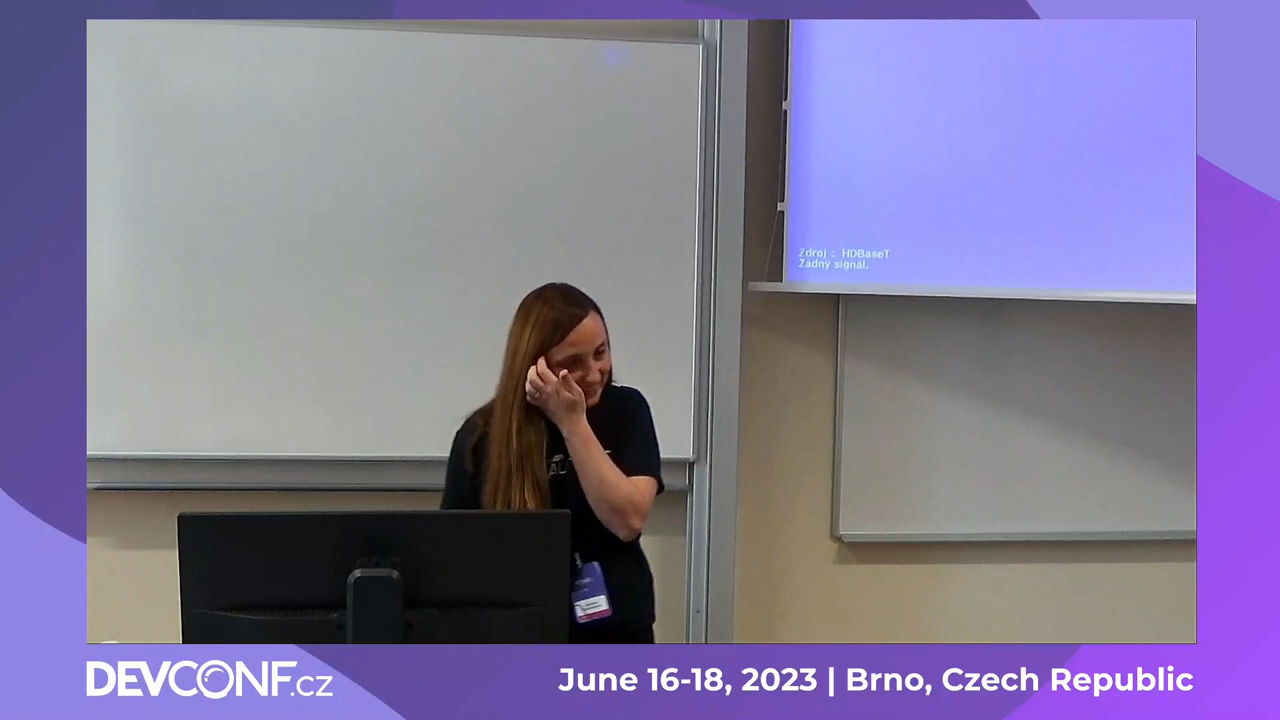 Zdroj : HDBaseT
Žádný signál.
DEVCONF.cz
June 16-18, 2023 | Brno, Czech Republic